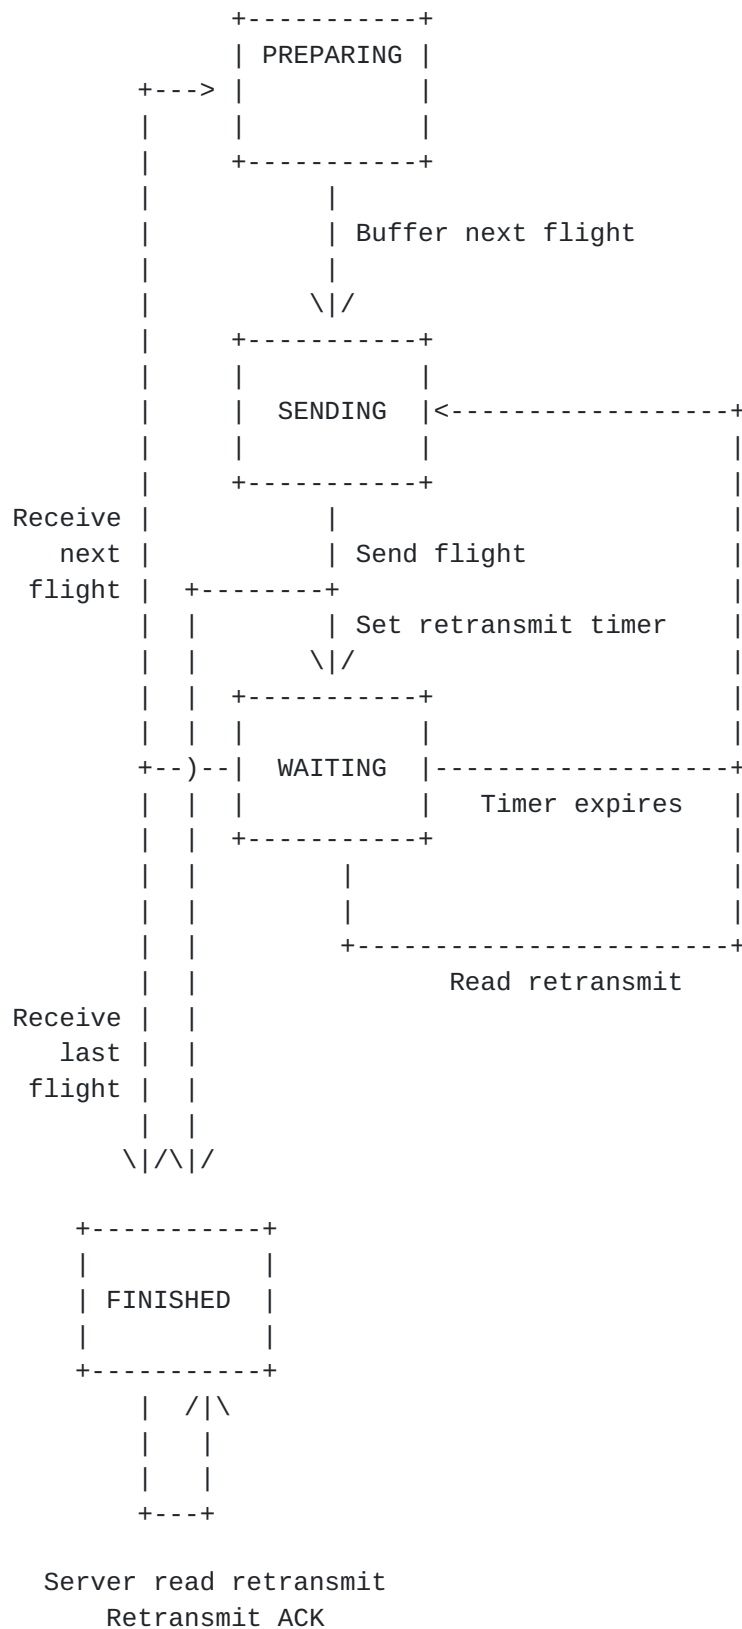 PREPARING
Buffer next flight
SENDING
Receive
next
flight
Send flight
Set retransmit timer
WAITING
Timer expires
Read retransmit
Receive
last
flight
FINISHED
Server read retransmit
Retransmit ACK